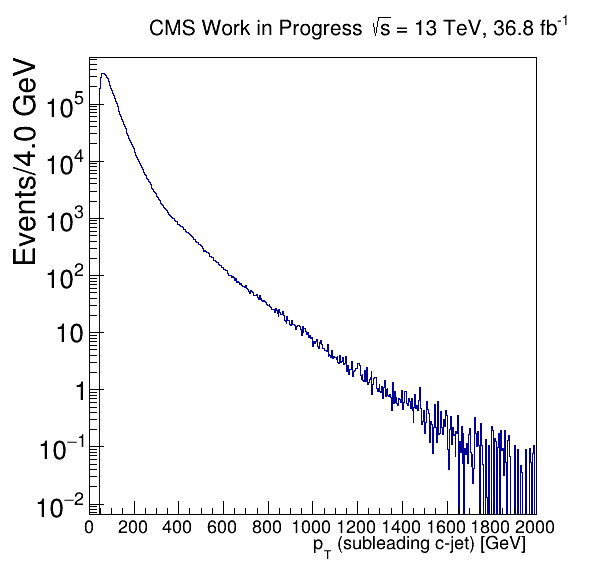 CMS Work in Progress √s = 13 TeV, 36.8 fb⁻¹
Events/4.0 GeV
10⁵
10⁴
10³
10²
10
1
10⁻¹
10⁻²
0 200 400 600 800 1000 1200 1400 1600 1800 2000
p_T (subleading c-jet) [GeV]